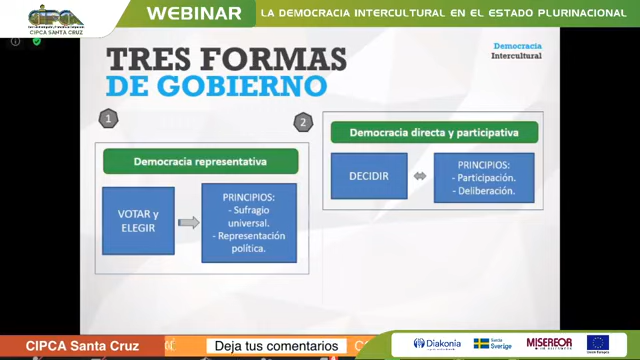 CIPCA
CIPCA SANTA CRUZ
WEBINAR
LA DEMOCRACIA INTERCULTURAL EN EL ESTADO PLURINACIONAL
TRES FORMAS
DE GOBIERNO
Democracia
Intercultural
1
Democracia representativa
VOTAR y
ELEGIR
PRINCIPIOS:
- Sufragio
universal.
- Representación
política.
2
Democracia directa y participativa
DECIDIR
PRINCIPIOS:
- Participación.
- Deliberación.
CIPCA Santa Cruz
Deja tus comentarios
Diakonia
Sverige
MISEREOR